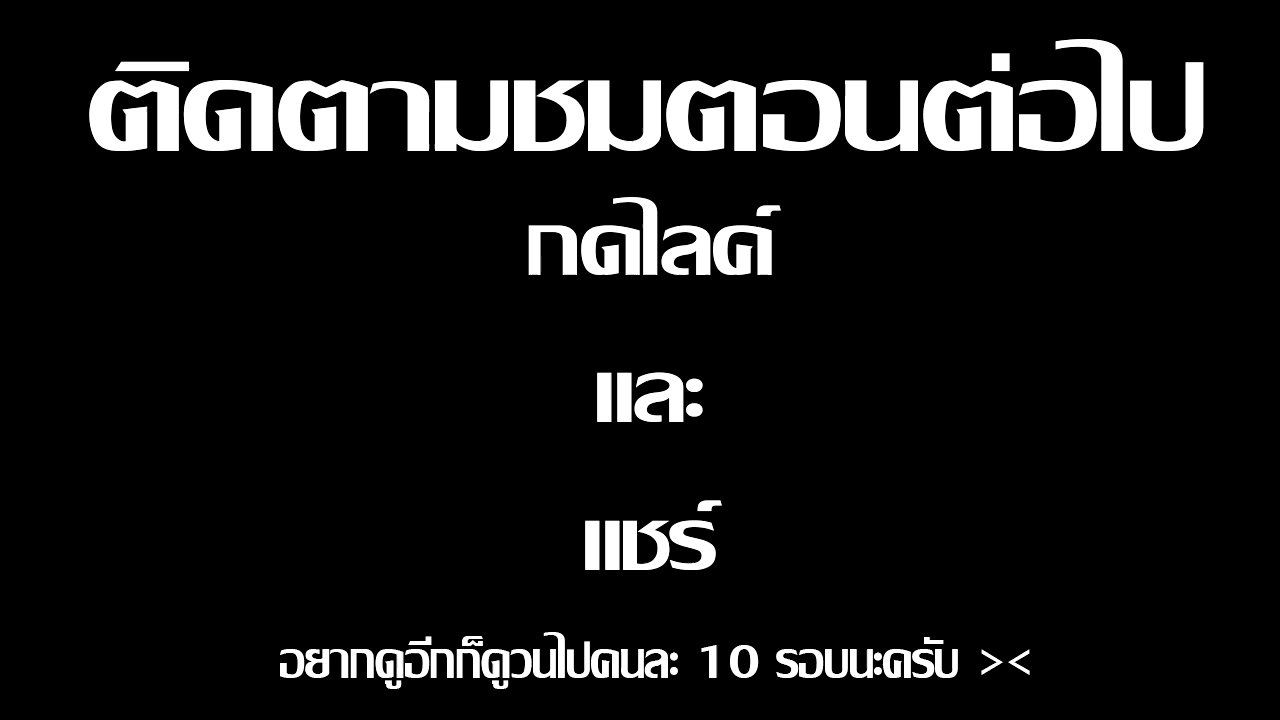 ติดตามชมตอนต่อไป
กดไลค์
และ
แชร์
อยากดูอีกก็ดูวนไปคนละ 10 รอบนะครับ ><